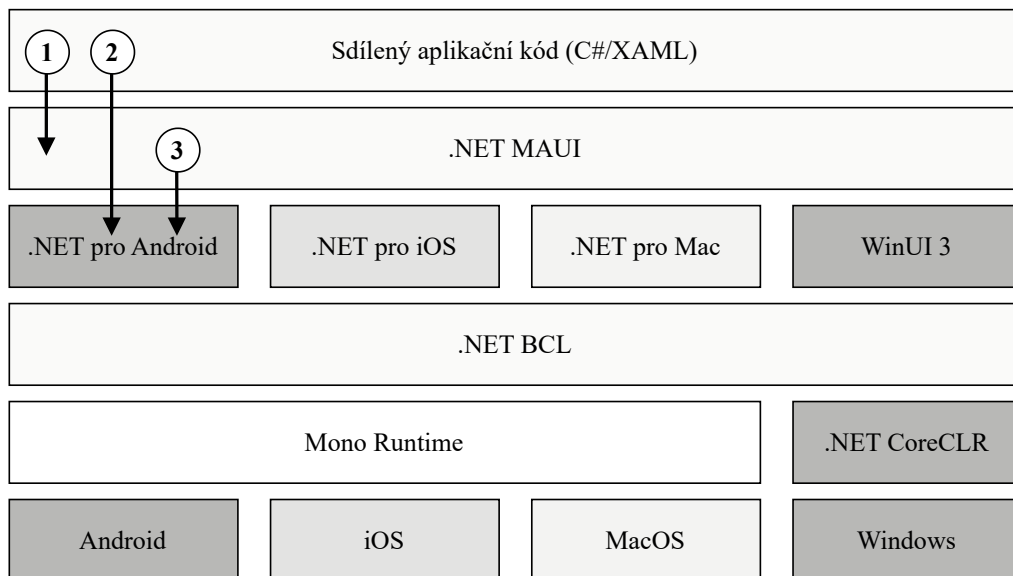 Sdílený aplikační kód (C#/XAML)
1 2
.NET MAUI
3
.NET pro Android .NET pro iOS .NET pro Mac WinUI 3
.NET BCL
Mono Runtime .NET CoreCLR
Android iOS MacOS Windows